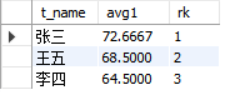 t_name avg1 rk
张三 72.6667 1
王五 68.5000 2
李四 64.5000 3